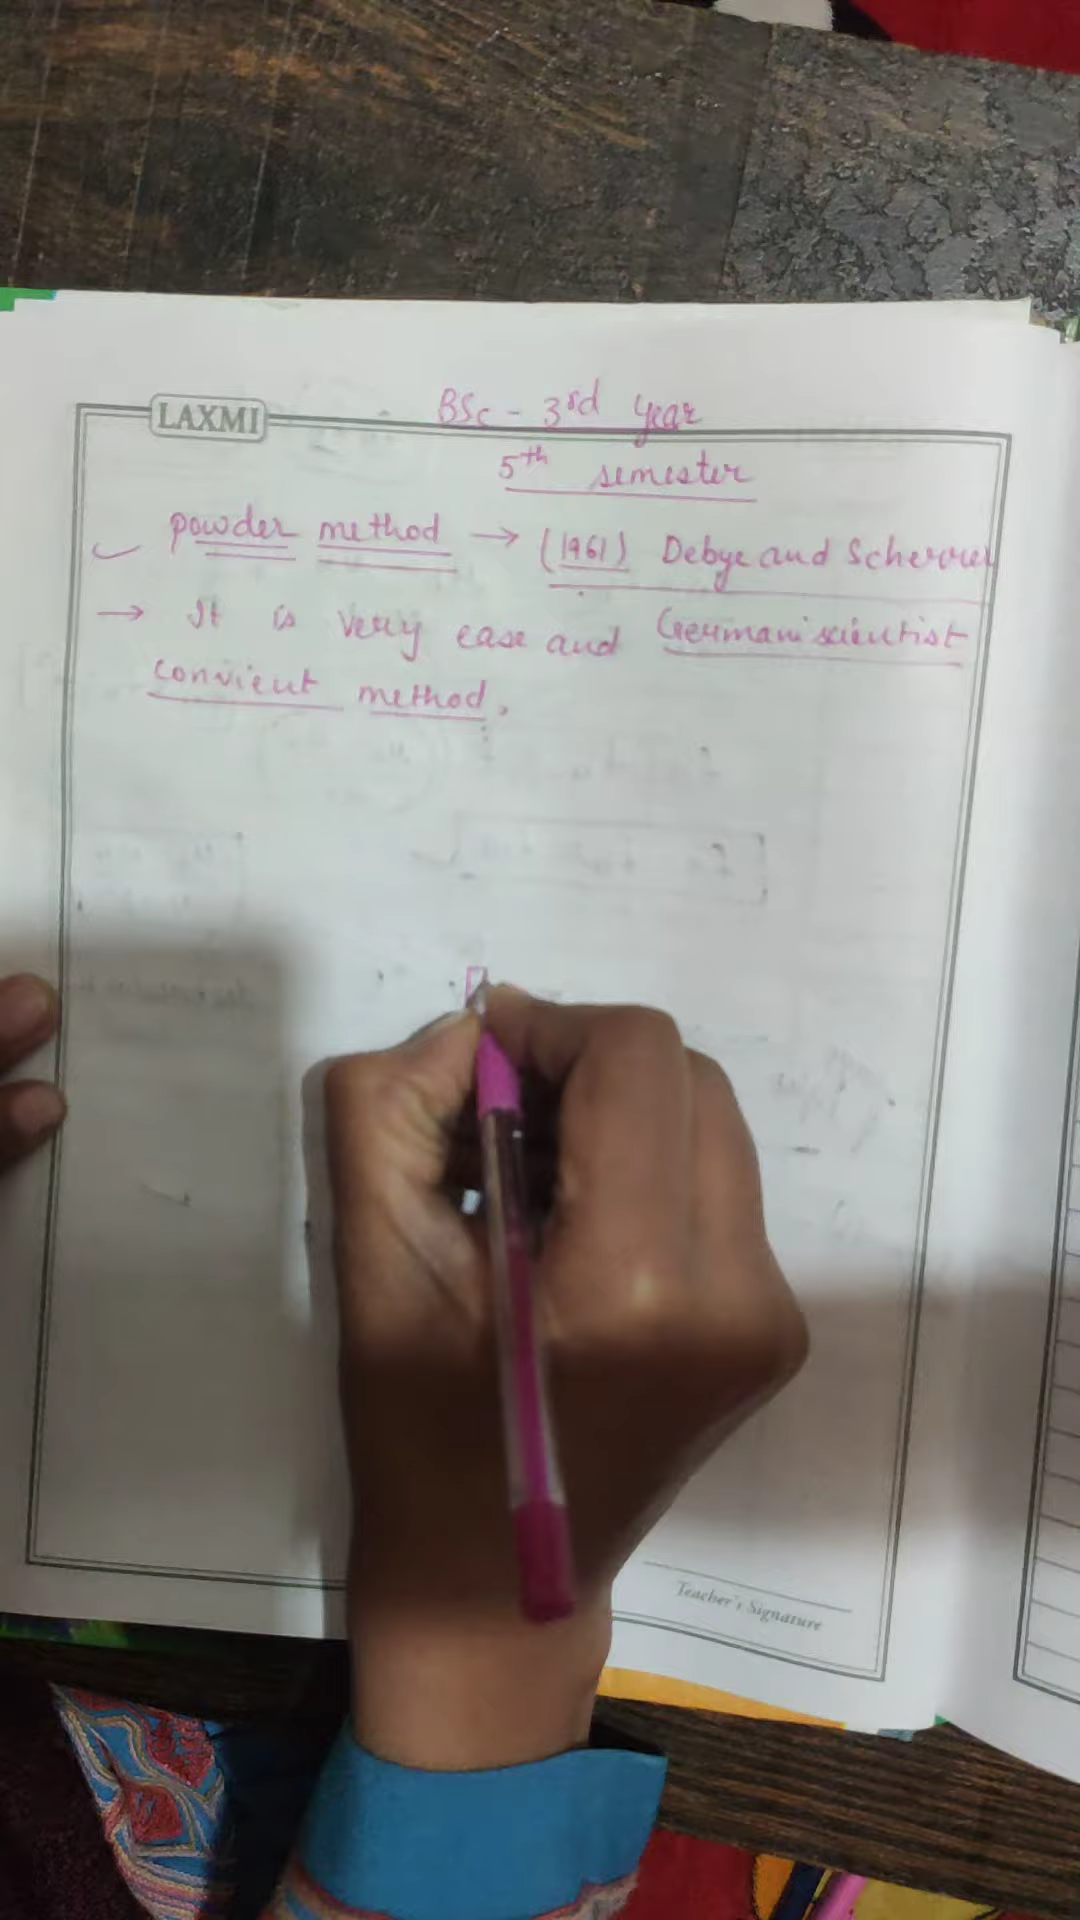 BSc - 3rd year
LAXMI
5th semester
powder method → (1961) Debye and Scherrer
→ It is very ease and Germani scientist
convient method.
Teacher's Signature